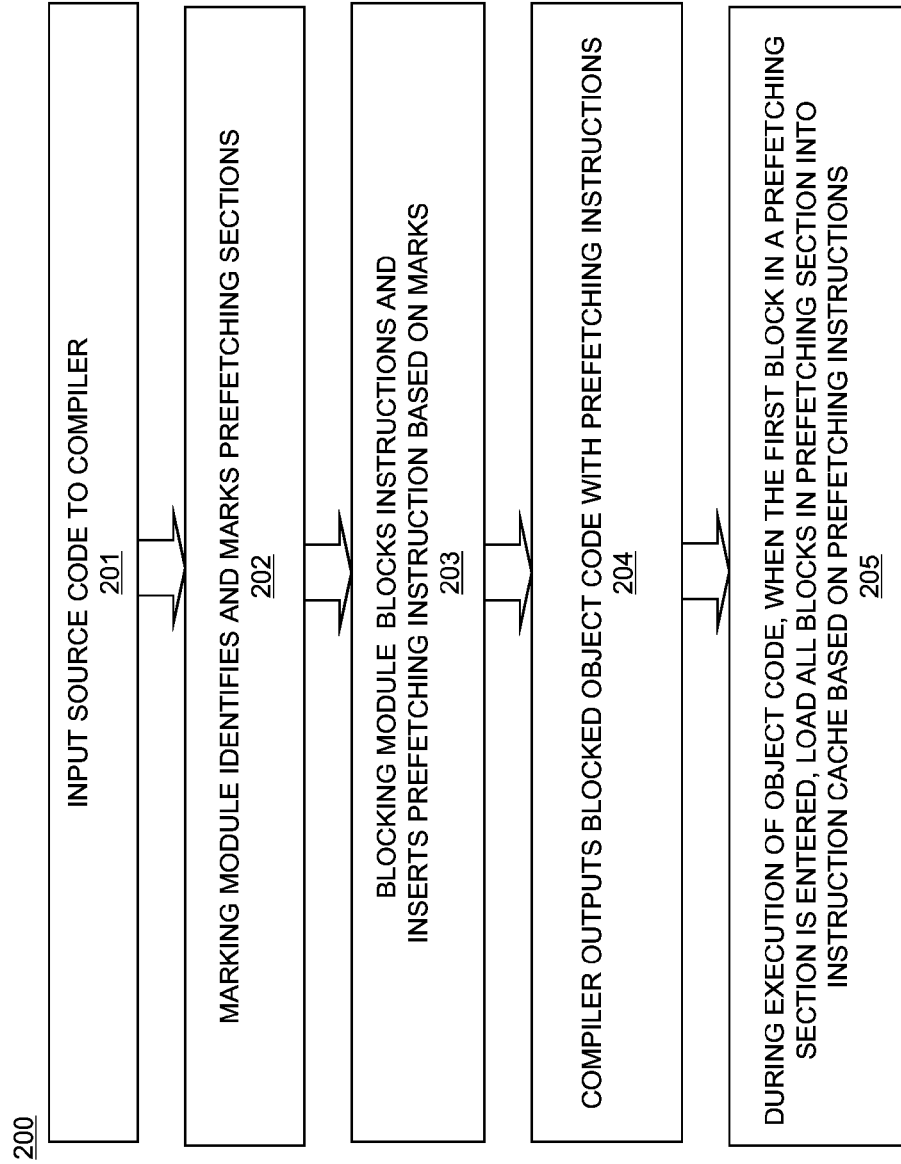 200
INPUT SOURCE CODE TO COMPILER
201
MARKING MODULE IDENTIFIES AND MARKS PREFETCHING SECTIONS
202
BLOCKING MODULE BLOCKS INSTRUCTIONS AND
INSERTS PREFETCHING INSTRUCTION BASED ON MARKS
203
COMPILER OUTPUTS BLOCKED OBJECT CODE WITH PREFETCHING INSTRUCTIONS
204
DURING EXECUTION OF OBJECT CODE, WHEN THE FIRST BLOCK IN A PREFETCHING
SECTION IS ENTERED, LOAD ALL BLOCKS IN PREFETCHING SECTION INTO
INSTRUCTION CACHE BASED ON PREFETCHING INSTRUCTIONS
205